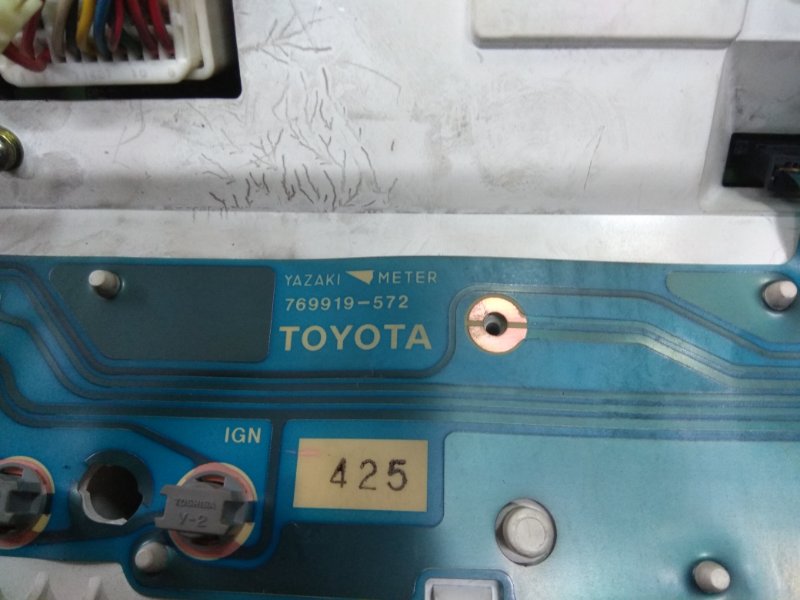 YAZAKI METER
769919-572
TOYOTA
IGN
425
TOSHIBA
V-2